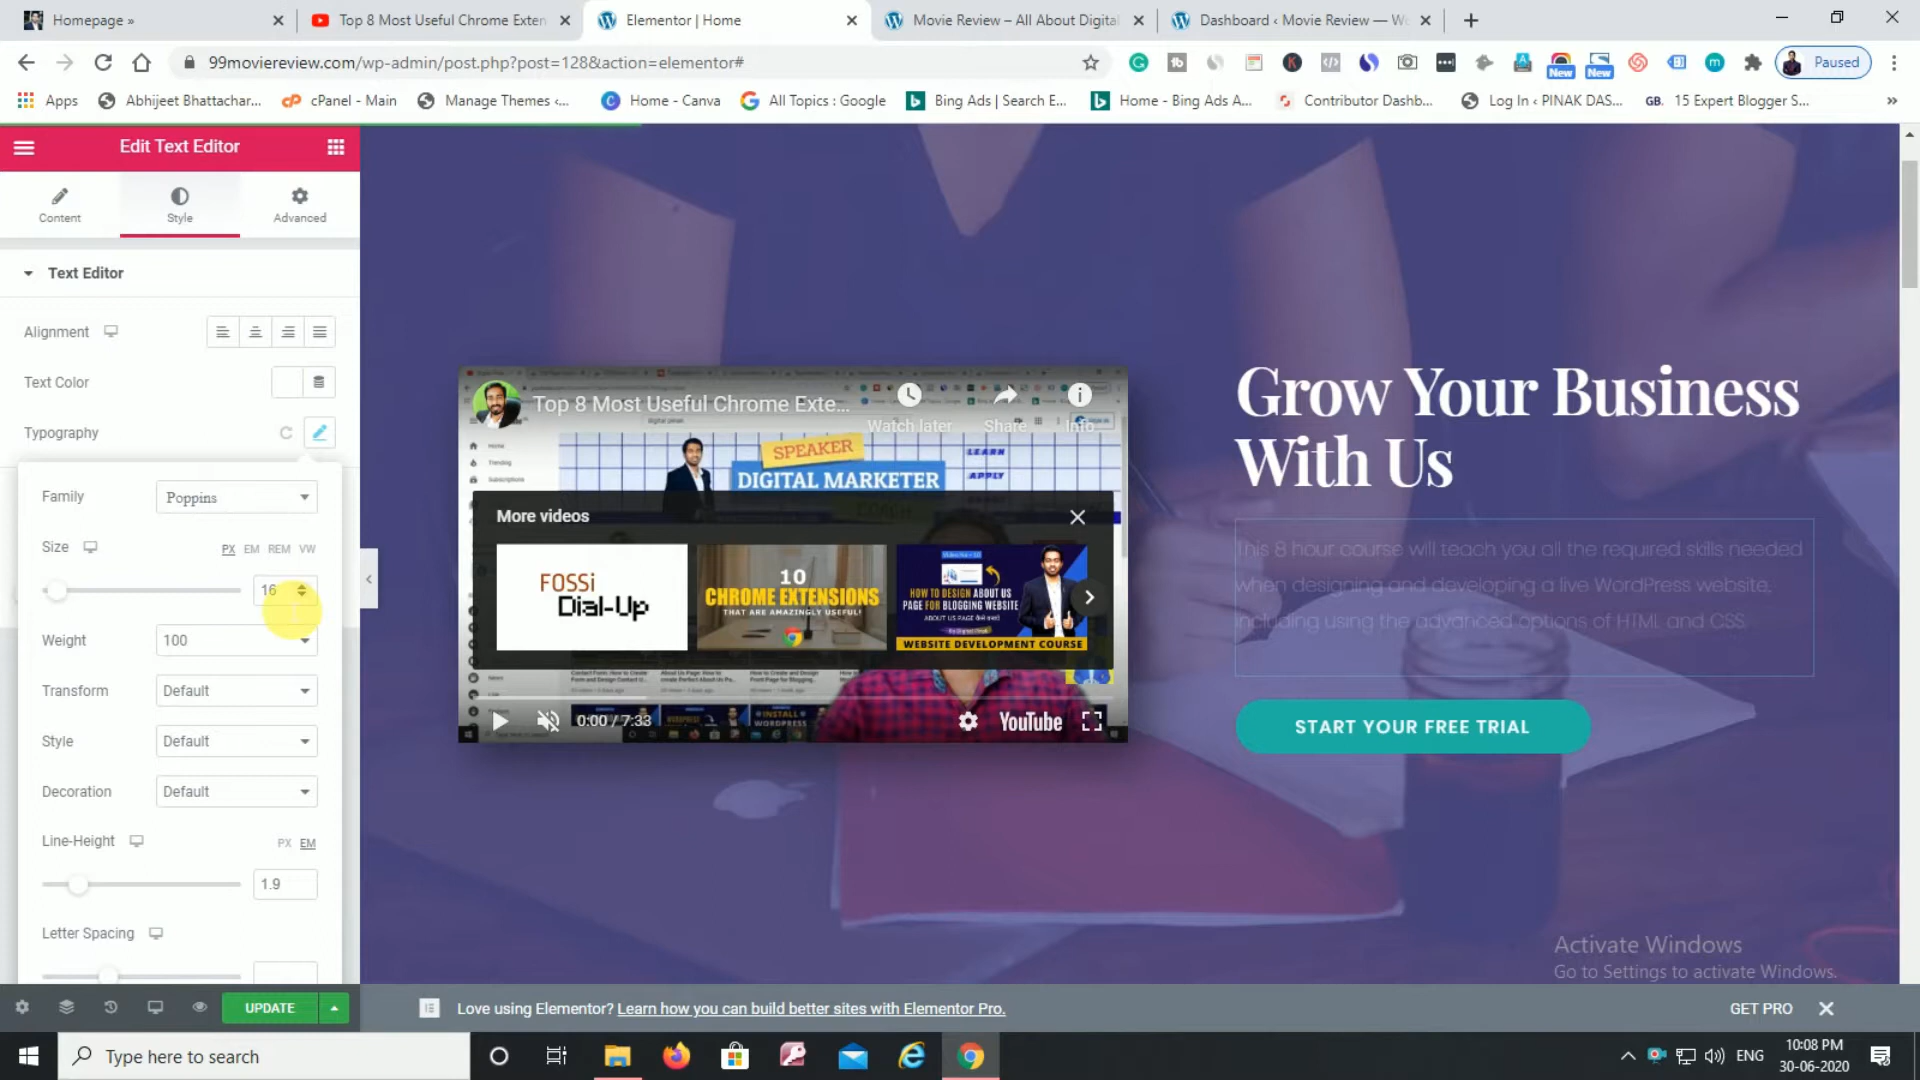 Homepage »
Top 8 Most Useful Chrome Exten
Elementor | Home
Movie Review – All About Digital
Dashboard ‹ Movie Review — Wo
99moviereview.com/wp-admin/post.php?post=128&action=elementor#
New
New
Paused
Apps
Abhijeet Bhattachar...
cPanel - Main
Manage Themes ‹...
Home - Canva
All Topics : Google
Bing Ads | Search E...
Home - Bing Ads A...
Contributor Dashb...
Log In ‹ PINAK DAS...
GB. 15 Expert Blogger S...
»
Edit Text Editor
Content
Style
Advanced
Text Editor
Alignment
Text Color
Typography
Family
Poppins
Size
PX EM REM VW
16
Weight
100
Transform
Default
Style
Default
Decoration
Default
Line-Height
PX EM
1.9
Letter Spacing
UPDATE
Top 8 Most Useful Chrome Exte...
Watch later
Share
Info
SPEAKER
DIGITAL MARKETER
LEARN
APPLY
Home
Trending
Subscriptions
More videos
FOSSi
Dial-Up
10
CHROME EXTENSIONS
THAT ARE AMAZINGLY USEFUL!
HOW TO DESIGN ABOUT US
PAGE FOR BLOGGING WEBSITE
WEBSITE DEVELOPMENT COURSE
0:00 / 7:33
YouTube
Grow Your Business
With Us
This 8 hour course will teach you all the required skills needed
when designing and developing a live WordPress website,
including using the advanced options of HTML and CSS.
START YOUR FREE TRIAL
Activate Windows
Go to Settings to activate Windows.
Love using Elementor? Learn how you can build better sites with Elementor Pro.
GET PRO
Type here to search
ENG
10:08 PM
30-06-2020